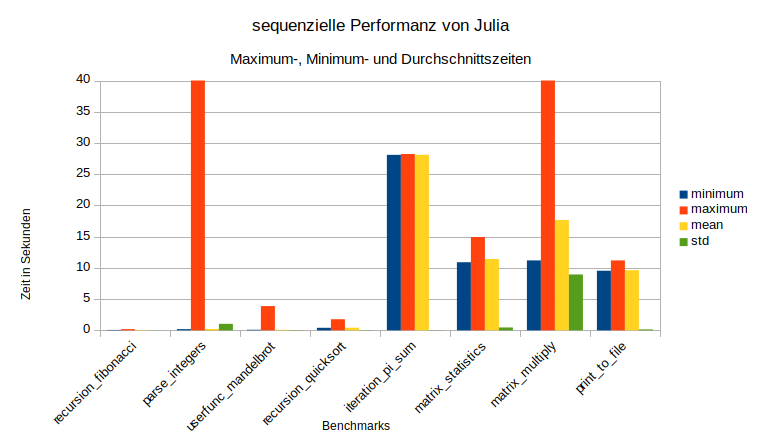 sequenzielle Performanz von Julia
Maximum-, Minimum- und Durchschnittszeiten
Zeit in Sekunden
40
35
30
25
20
15
10
5
0
recursion_fibonacci
parse_integers
userfunc_mandelbrot
recursion_quicksort
iteration_pi_sum
matrix_statistics
matrix_multiply
print_to_file
Benchmarks
minimum
maximum
mean
std